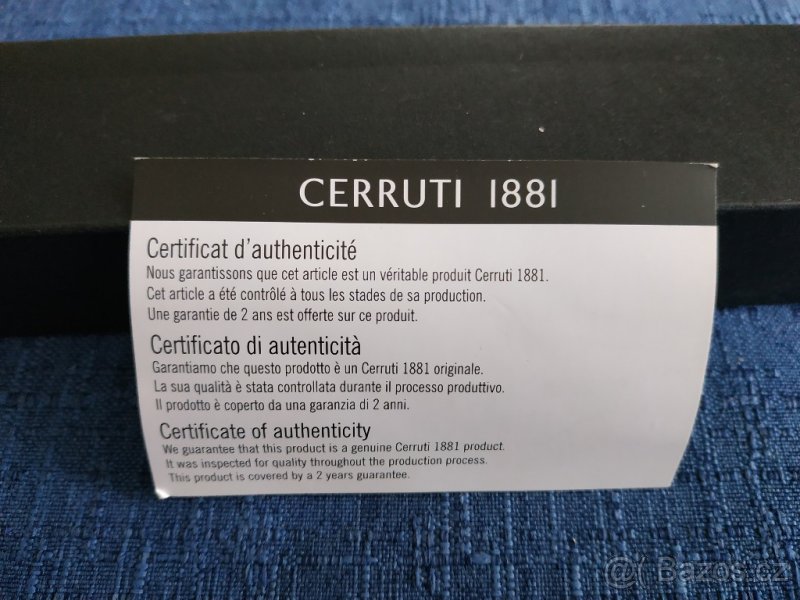 CERRUTI 1881
Certificat d'authenticité
Nous garantissons que cet article est un véritable produit Cerruti 1881.
Cet article a été contrôlé à tous les stades de sa production.
Une garantie de 2 ans est offerte sur ce produit.
Certificato di autenticità
Garantiamo che questo prodotto è un Cerruti 1881 originale.
La sua qualità è stata controllata durante il processo produttivo.
Il prodotto è coperto da una garanzia di 2 anni.
Certificate of authenticity
We guarantee that this product is a genuine Cerruti 1881 product.
It was inspected for quality throughout the production process.
This product is covered by a 2 years guarantee.
@( Bazos.cz